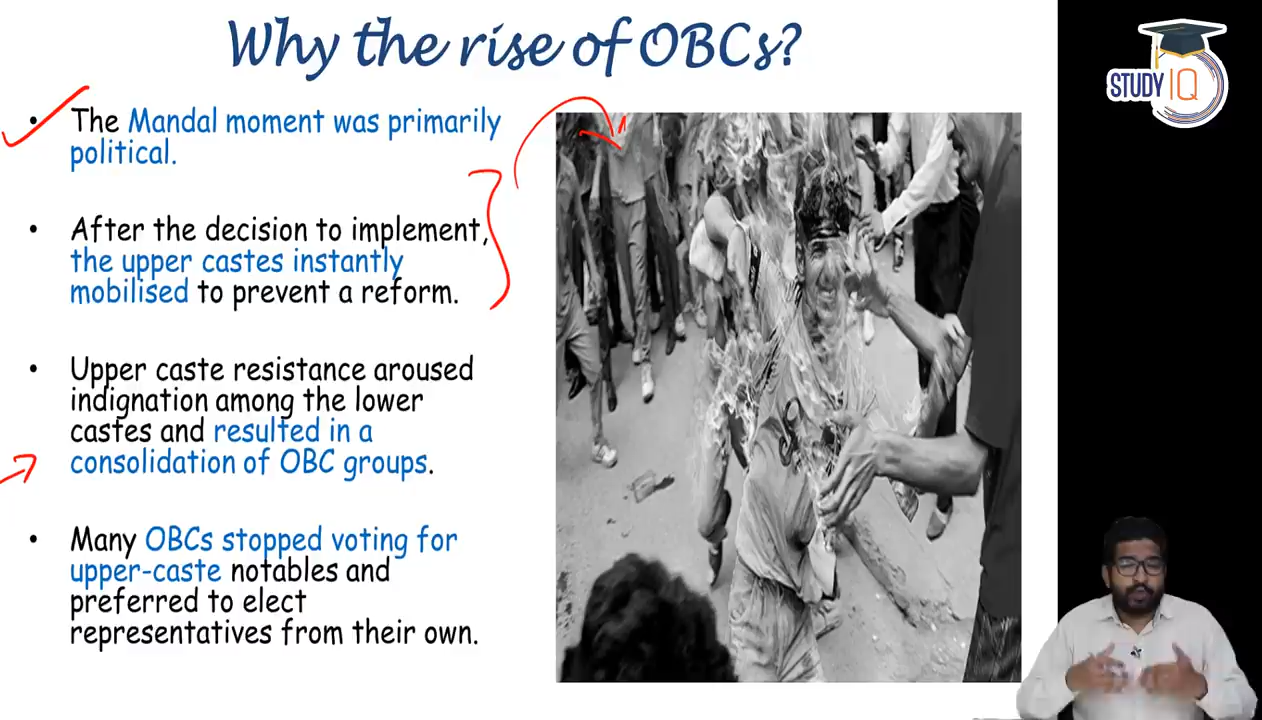 Why the rise of OBCs?
STUDY IQ
• The Mandal moment was primarily
political.
• After the decision to implement,
the upper castes instantly
mobilised to prevent a reform.
• Upper caste resistance aroused
indignation among the lower
castes and resulted in a
consolidation of OBC groups.
• Many OBCs stopped voting for
upper-caste notables and
preferred to elect
representatives from their own.